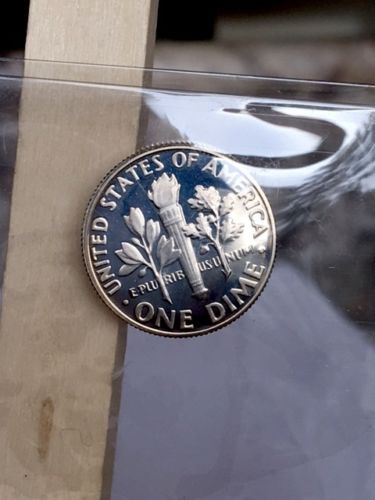 UNITED STATES OF AMERICA
E PLURIBUS UNUM
· ONE DIME ·